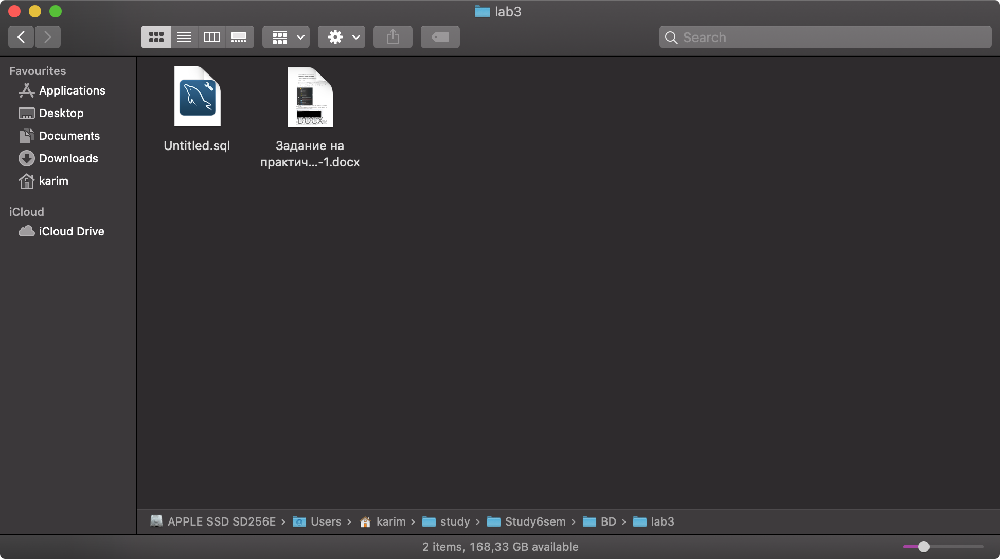 lab3
Search
Favourites
Applications
Desktop
Documents
Downloads
karim
iCloud
iCloud Drive
DOCX
Untitled.sql
Задание на
практич...-1.docx
APPLE SSD SD256E › Users › karim › study › Study6sem › BD › lab3
2 items, 168,33 GB available